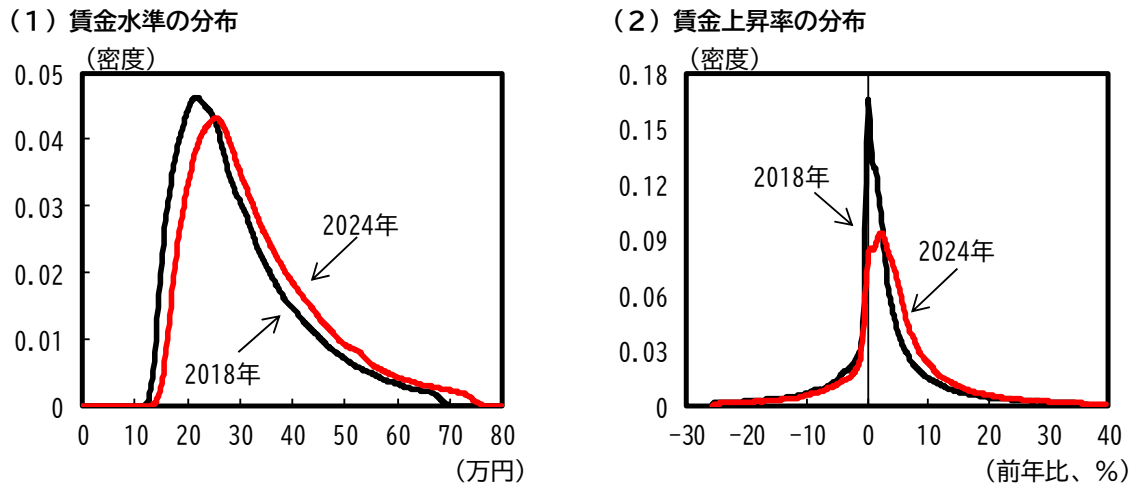 （１）賃金水準の分布
（密度）
0.05
0.04
0.03
0.02
0.01
0
2024年
2018年
0 10 20 30 40 50 60 70 80
（万円）
（２）賃金上昇率の分布
（密度）
0.18
0.15
0.12
0.09
0.06
0.03
0
2018年
2024年
-30 -20 -10 0 10 20 30 40
（前年比、％）